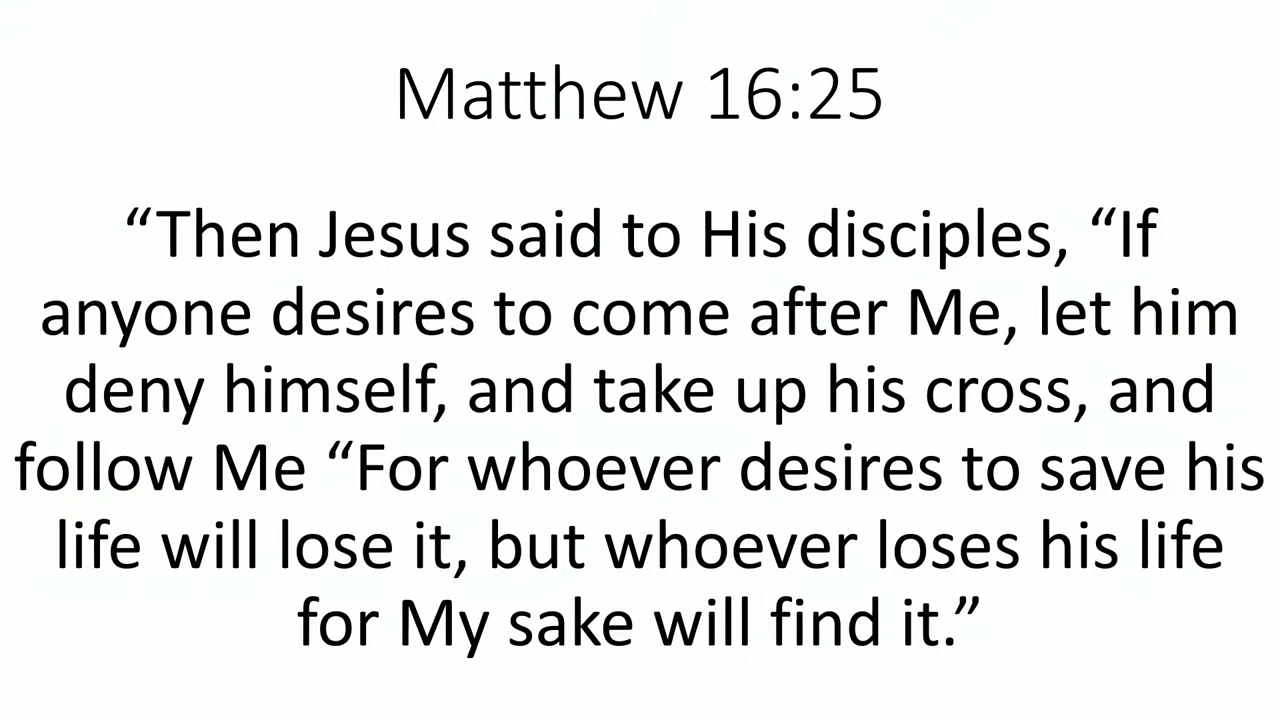 Matthew 16:25
“Then Jesus said to His disciples, “If
anyone desires to come after Me, let him
deny himself, and take up his cross, and
follow Me “For whoever desires to save his
life will lose it, but whoever loses his life
for My sake will find it.”